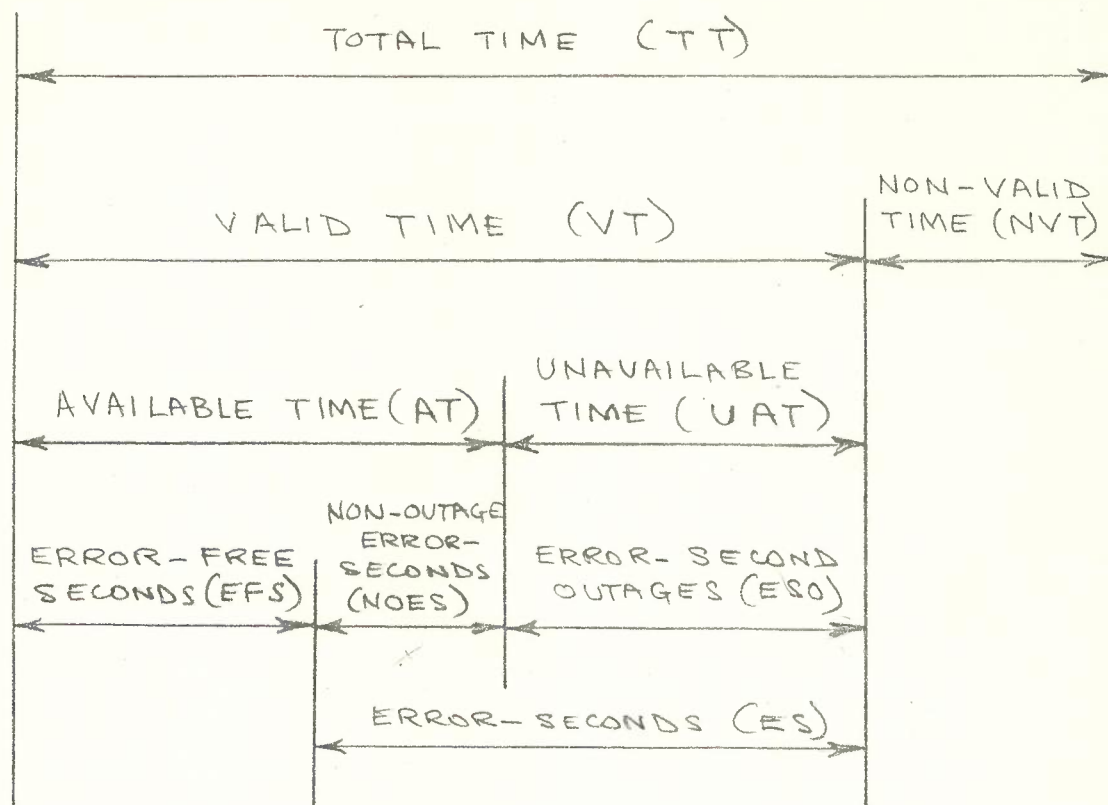 TOTAL TIME (TT)
NON-VALID
TIME (NVT)
VALID TIME (VT)
UNAVAILABLE
TIME (UAT)
AVAILABLE TIME (AT)
NON-OUTAGE
ERROR-
SECONDS
(NOES)
ERROR-FREE
SECONDS (EFS)
ERROR-SECOND
OUTAGES (ESO)
ERROR-SECONDS (ES)